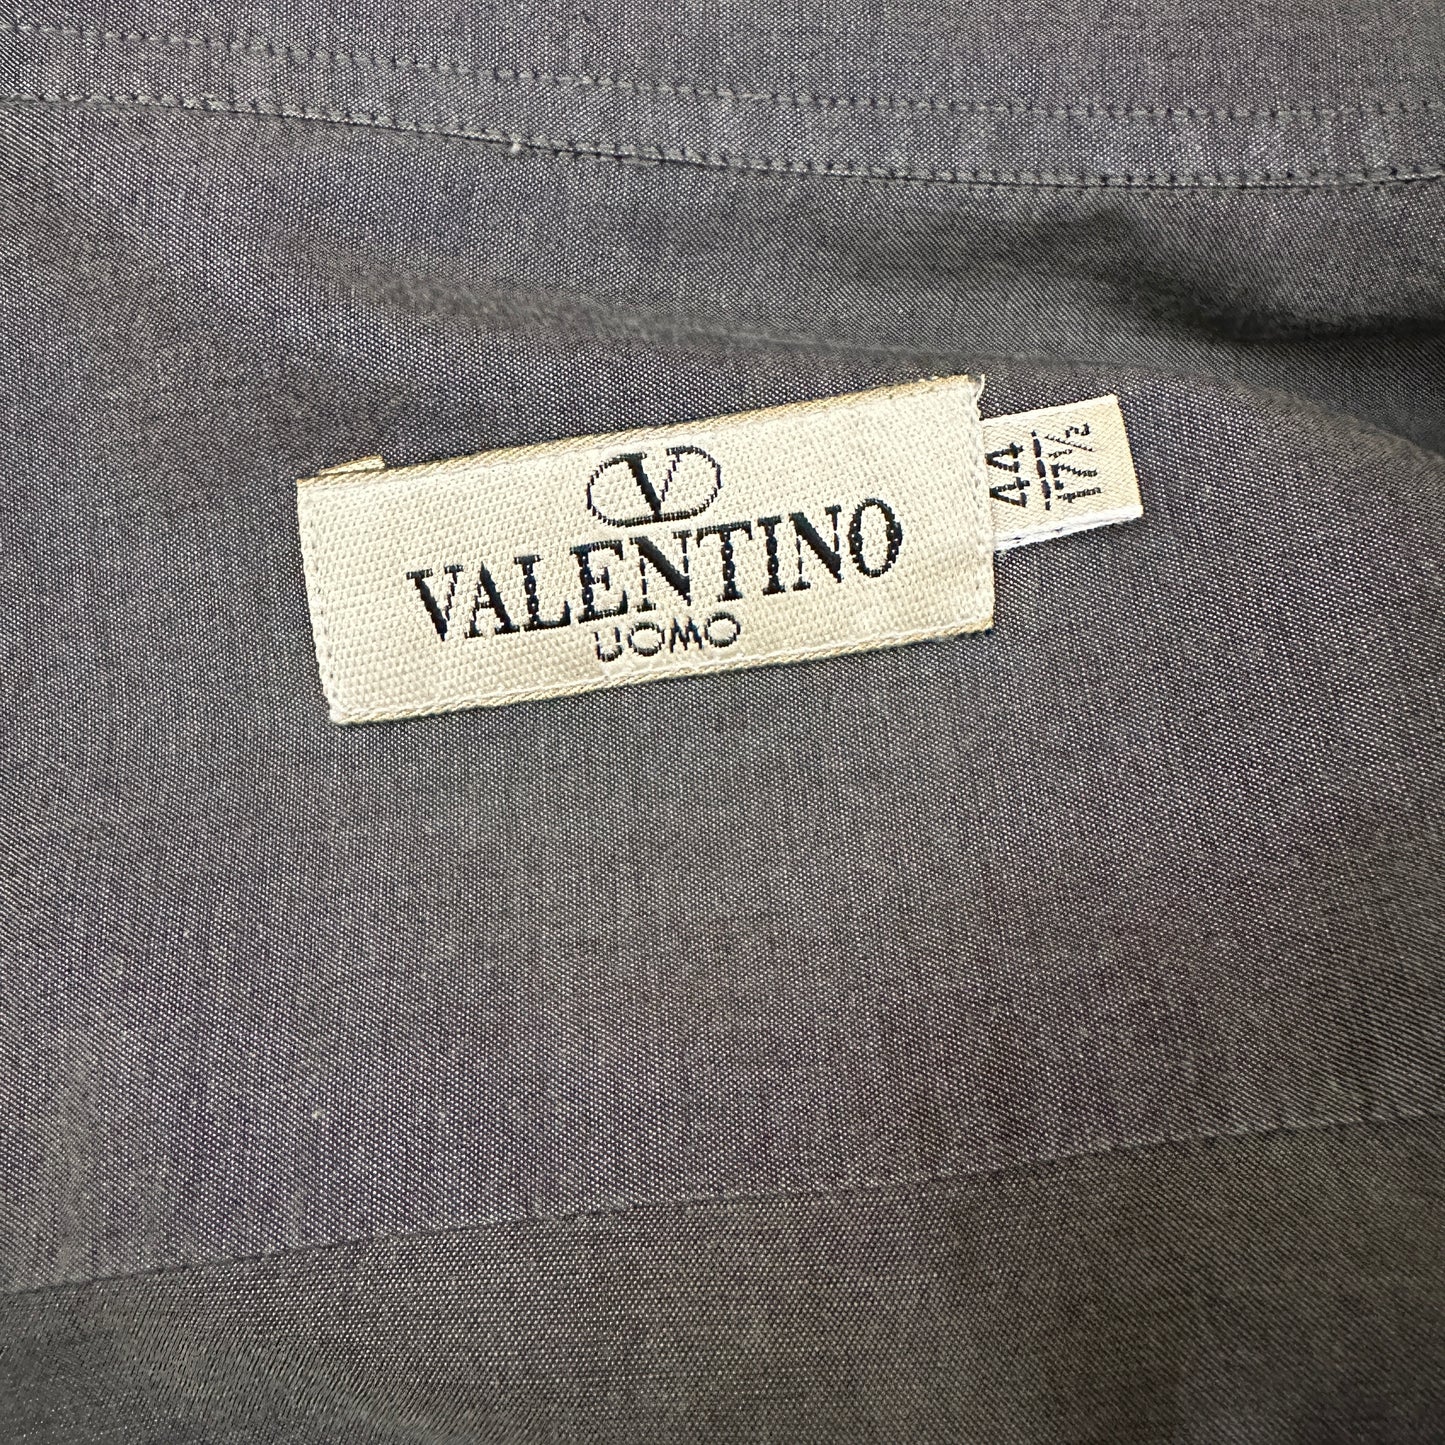 V
VALENTINO
UOMO
44
17½